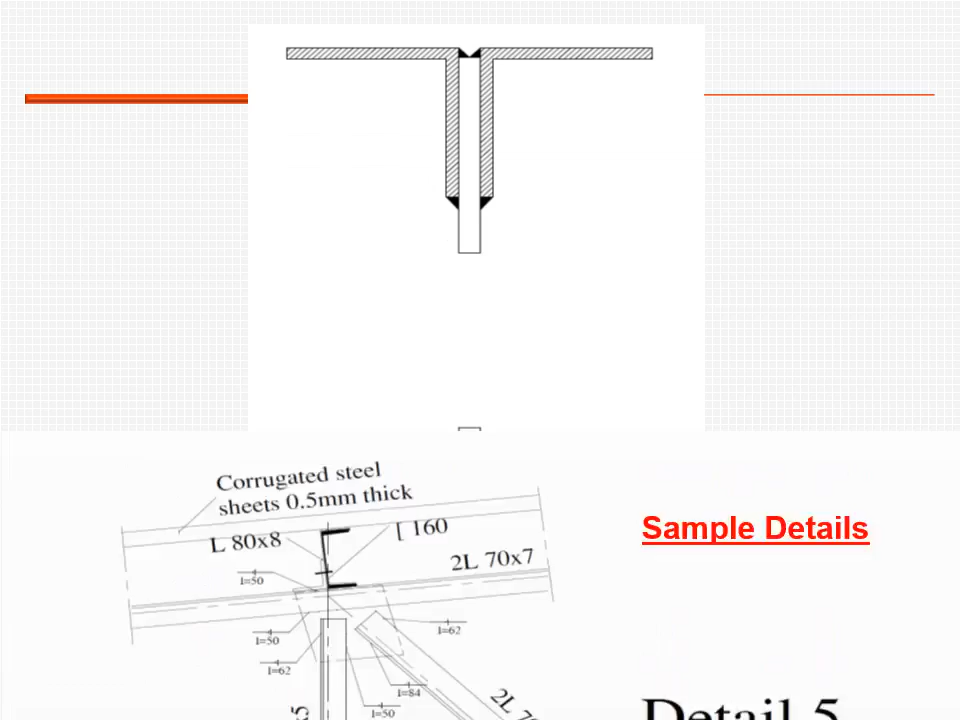 Corrugated steel
sheets 0.5mm thick
L 80x8
[ 160
2L 70x7
Sample Details
l=50
l=50
l=62
l=62
l=84
l=50
Detail 5